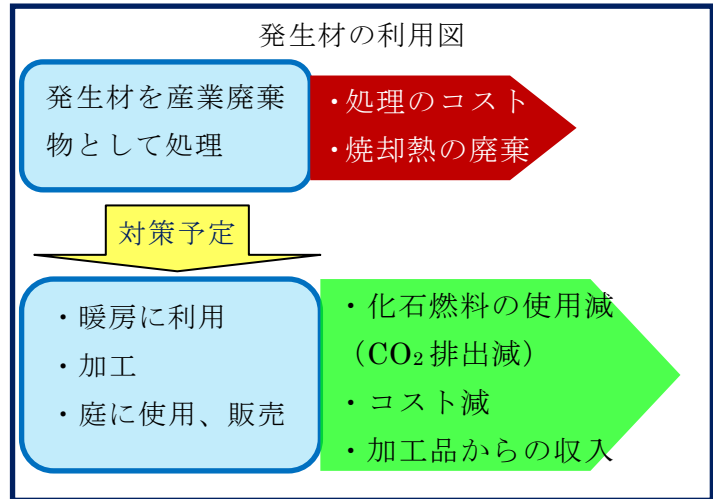 発生材の利用図
発生材を産業廃棄
物として処理
・処理のコスト
・焼却熱の廃棄
対策予定
・暖房に利用
・加工
・庭に使用、販売
・化石燃料の使用減
（CO₂排出減）
・コスト減
・加工品からの収入